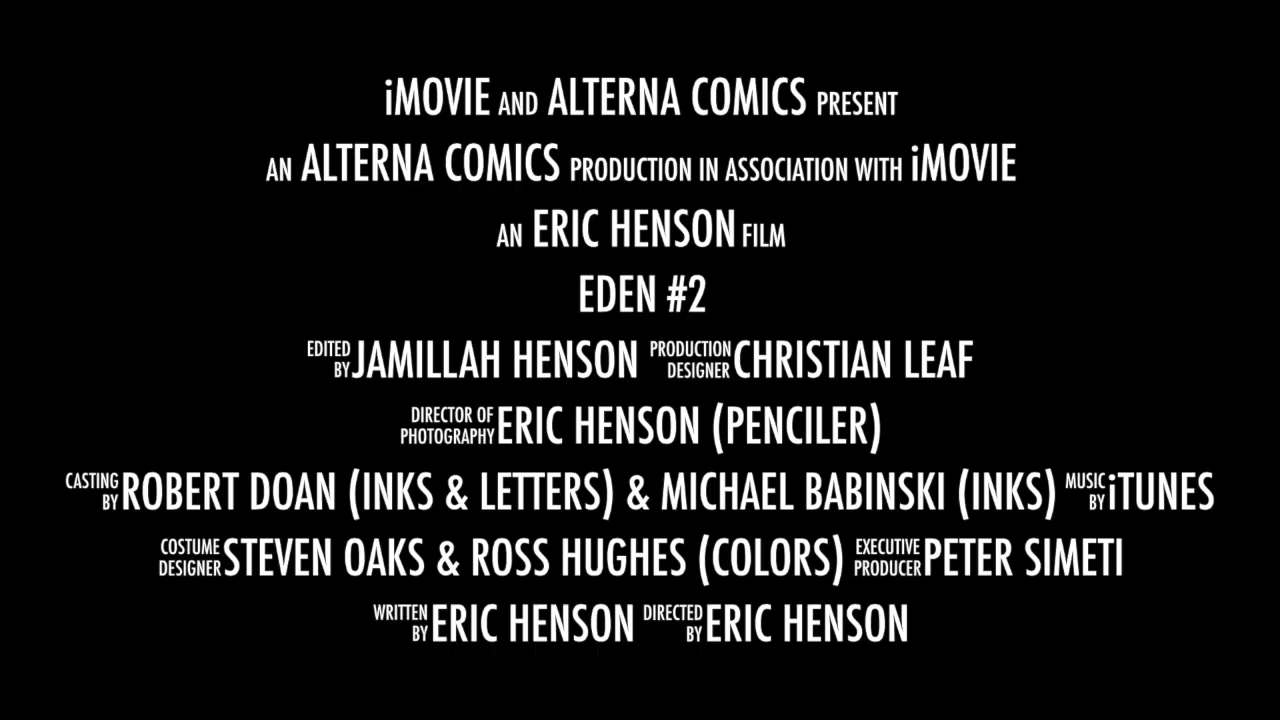 iMOVIE AND ALTERNA COMICS PRESENT
AN ALTERNA COMICS PRODUCTION IN ASSOCIATION WITH iMOVIE
AN ERIC HENSON FILM
EDEN #2
EDITED BY JAMILLAH HENSON PRODUCTION DESIGNER CHRISTIAN LEAF
DIRECTOR OF PHOTOGRAPHY ERIC HENSON (PENCILER)
CASTING BY ROBERT DOAN (INKS & LETTERS) & MICHAEL BABINSKI (INKS) MUSIC BY iTUNES
COSTUME DESIGNER STEVEN OAKS & ROSS HUGHES (COLORS) EXECUTIVE PRODUCER PETER SIMETI
WRITTEN BY ERIC HENSON DIRECTED BY ERIC HENSON